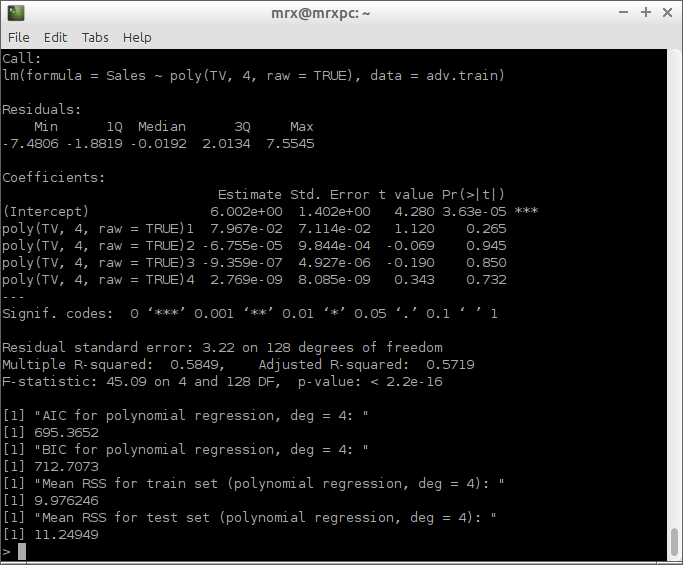 mrx@mrxpc: ~
File Edit Tabs Help
Call:
lm(formula = Sales ~ poly(TV, 4, raw = TRUE), data = adv.train)

Residuals:
    Min      1Q  Median      3Q     Max
-7.4806 -1.8819 -0.0192  2.0134  7.5545

Coefficients:
                           Estimate Std. Error t value Pr(>|t|)
(Intercept)               6.002e+00  1.402e+00   4.280 3.63e-05 ***
poly(TV, 4, raw = TRUE)1  7.967e-02  7.114e-02   1.120    0.265
poly(TV, 4, raw = TRUE)2 -6.755e-05  9.844e-04  -0.069    0.945
poly(TV, 4, raw = TRUE)3 -9.359e-07  4.927e-06  -0.190    0.850
poly(TV, 4, raw = TRUE)4  2.769e-09  8.085e-09   0.343    0.732
---
Signif. codes:  0 ‘***’ 0.001 ‘**’ 0.01 ‘*’ 0.05 ‘.’ 0.1 ‘ ’ 1

Residual standard error: 3.22 on 128 degrees of freedom
Multiple R-squared:  0.5849,    Adjusted R-squared:  0.5719
F-statistic: 45.09 on 4 and 128 DF,  p-value: < 2.2e-16

[1] "AIC for polynomial regression, deg = 4: "
[1] 695.3652
[1] "BIC for polynomial regression, deg = 4: "
[1] 712.7073
[1] "Mean RSS for train set (polynomial regression, deg = 4): "
[1] 9.976246
[1] "Mean RSS for test set (polynomial regression, deg = 4): "
[1] 11.24949
>